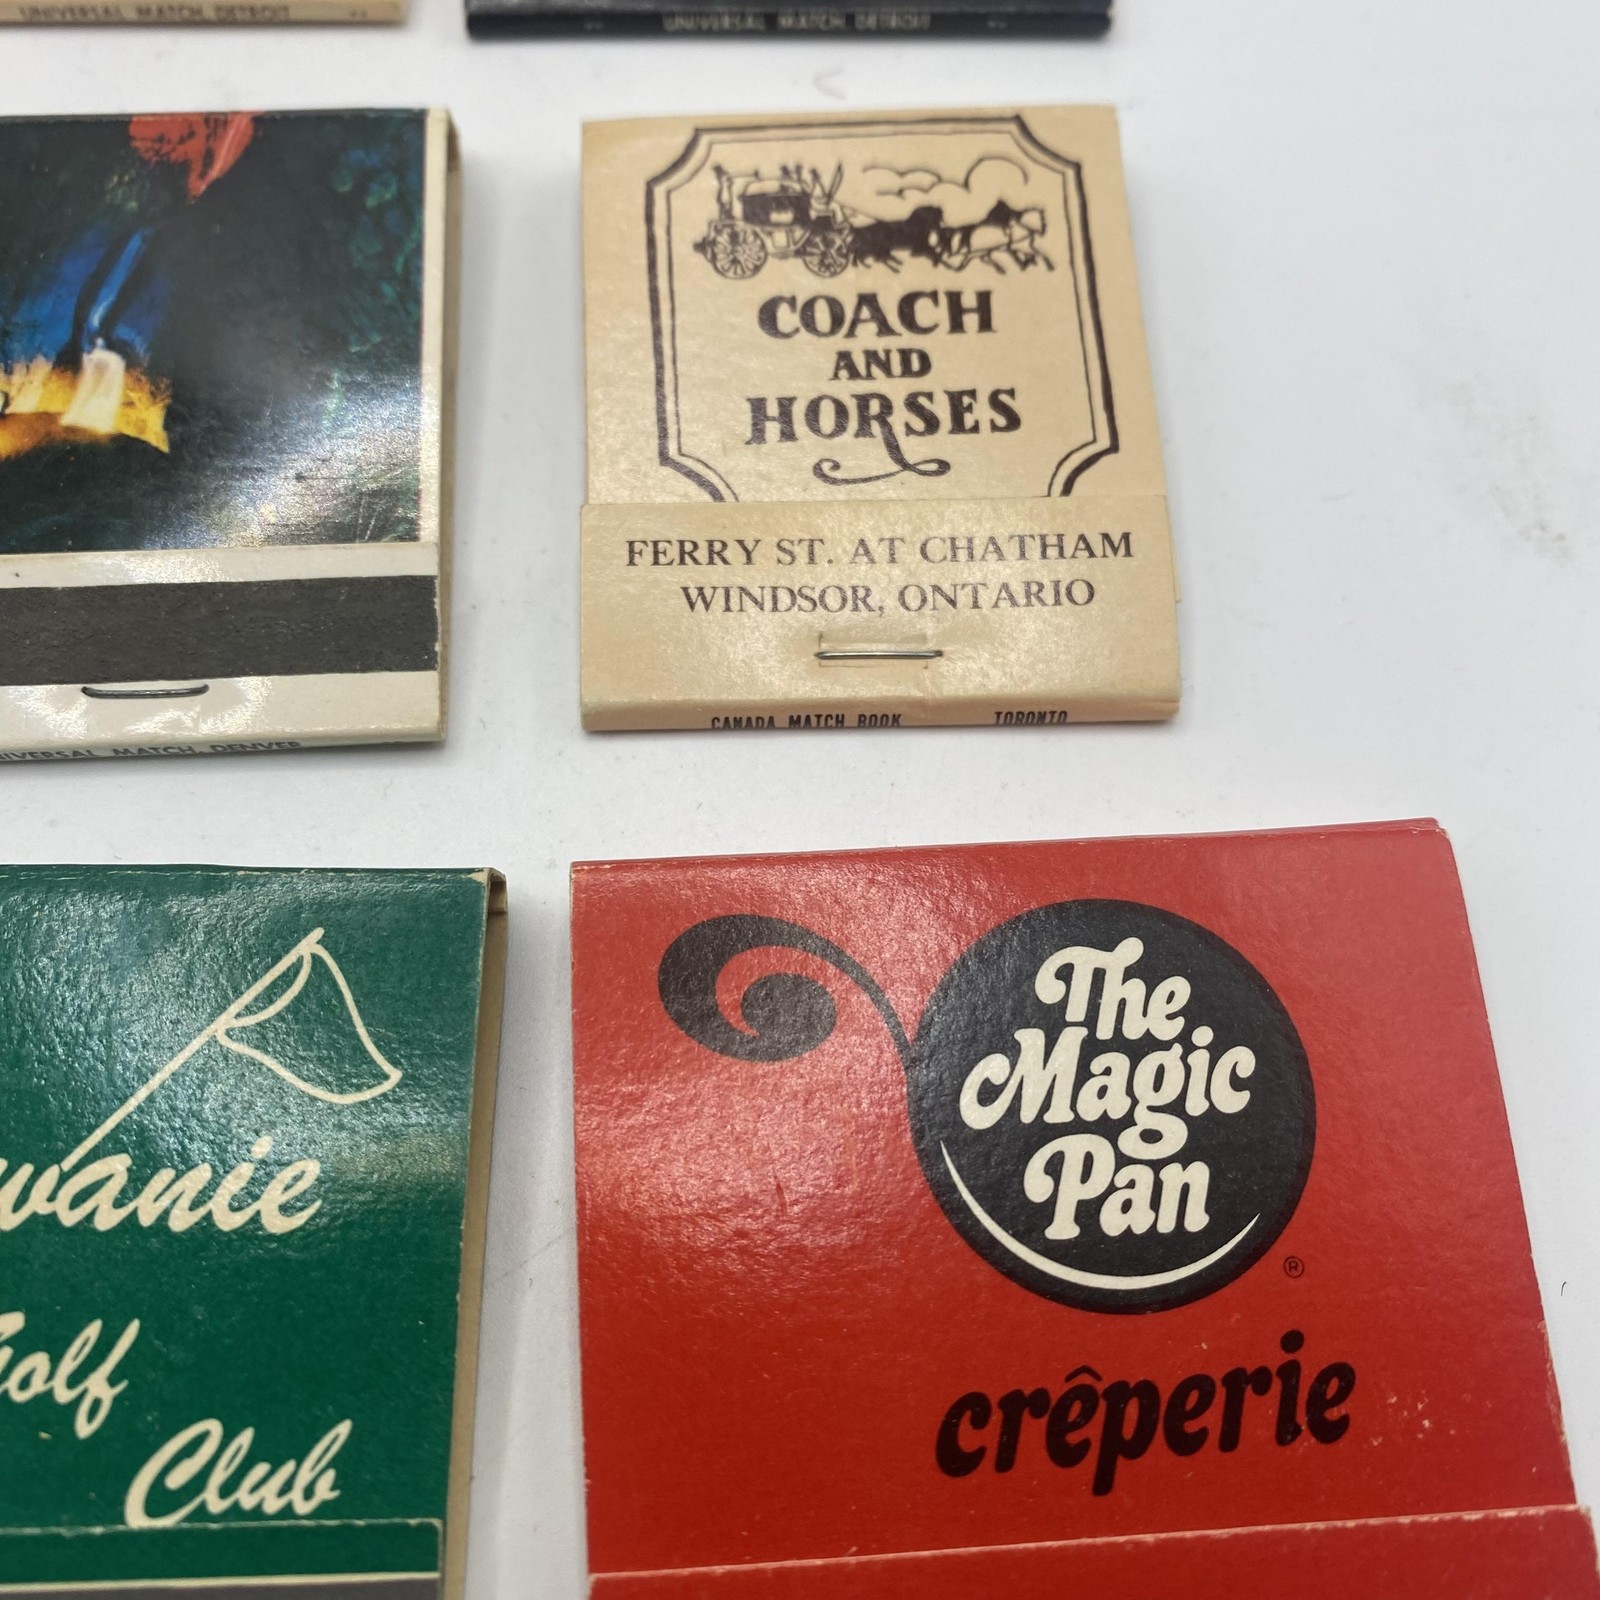 UNIVERSAL MATCH, DETROIT
UNIVERSAL MATCH, DETROIT
COACH
AND
HORSES
FERRY ST. AT CHATHAM
WINDSOR, ONTARIO
CANADA MATCH BOOK TORONTO
NIVERSAL MATCH, DENVER
wanie
Golf
Club
The
Magic
Pan
®
crêperie